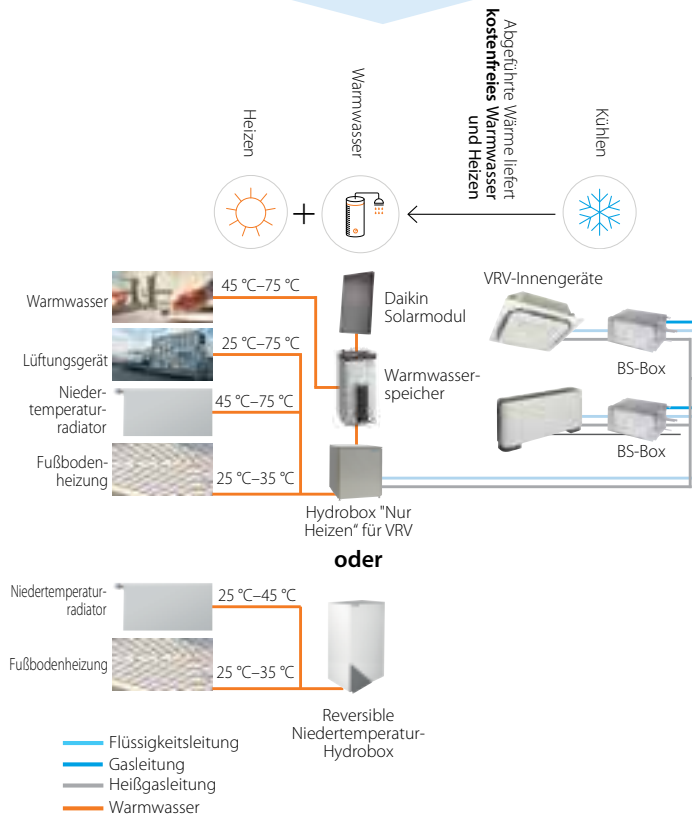 Heizen
Warmwasser
Abgeführte Wärme liefert
kostenfreies Warmwasser
und Heizen
Kühlen
Warmwasser
45 °C–75 °C
Lüftungsgerät
25 °C–75 °C
Nieder-
temperatur-
radiator
45 °C–75 °C
Fußboden-
heizung
25 °C–35 °C
Daikin
Solarmodul
Warmwasser-
speicher
Hydrobox "Nur
Heizen“ für VRV
VRV-Innengeräte
BS-Box
BS-Box
oder
Niedertemperatur-
radiator
25 °C–45 °C
Fußbodenheizung
25 °C–35 °C
Reversible
Niedertemperatur-
Hydrobox
Flüssigkeitsleitung
Gasleitung
Heißgasleitung
Warmwasser